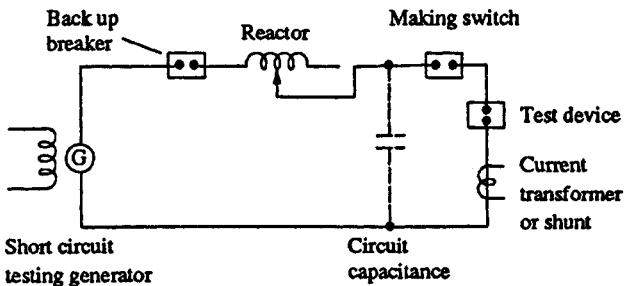 Back up
breaker
Reactor
Making switch
Test device
G
Current
transformer
or shunt
Short circuit
testing generator
Circuit
capacitance